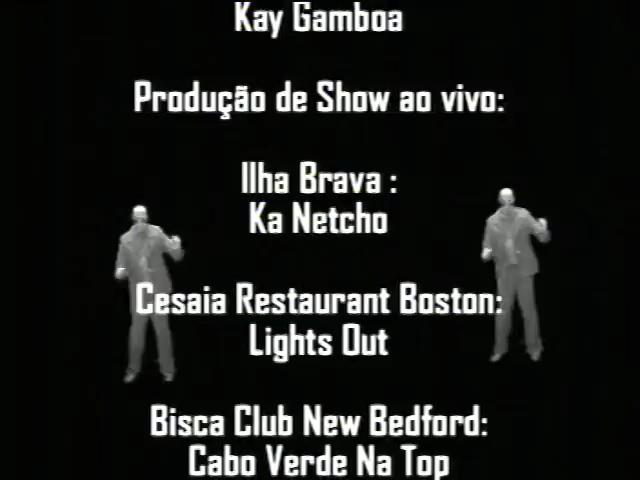 Kay Gamboa
Produção de Show ao vivo:
Ilha Brava :
Ka Netcho
Cesaia Restaurant Boston:
Lights Out
Bisca Club New Bedford:
Cabo Verde Na Top